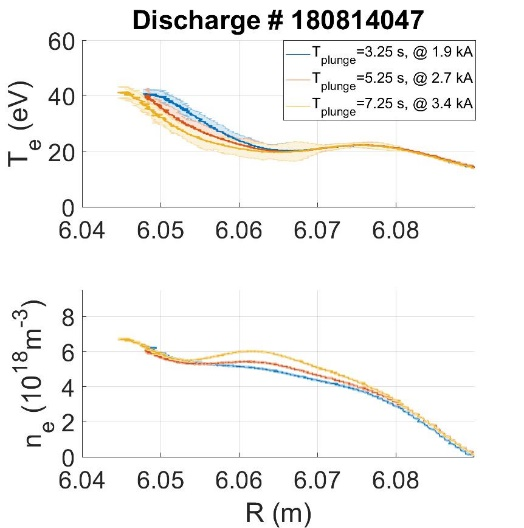 Discharge # 180814047
60
40
20
0
T_e (eV)
T_plunge=3.25 s, @ 1.9 kA
T_plunge=5.25 s, @ 2.7 kA
T_plunge=7.25 s, @ 3.4 kA
6.04 6.05 6.06 6.07 6.08
8
6
4
2
0
n_e (10^18 m^-3)
6.04 6.05 6.06 6.07 6.08
R (m)